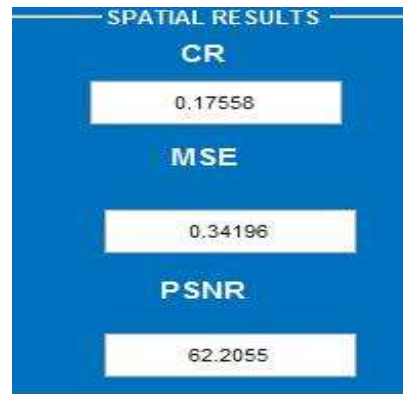 SPATIAL RESULTS
CR
0.17558
MSE
0.34196
PSNR
62.2055